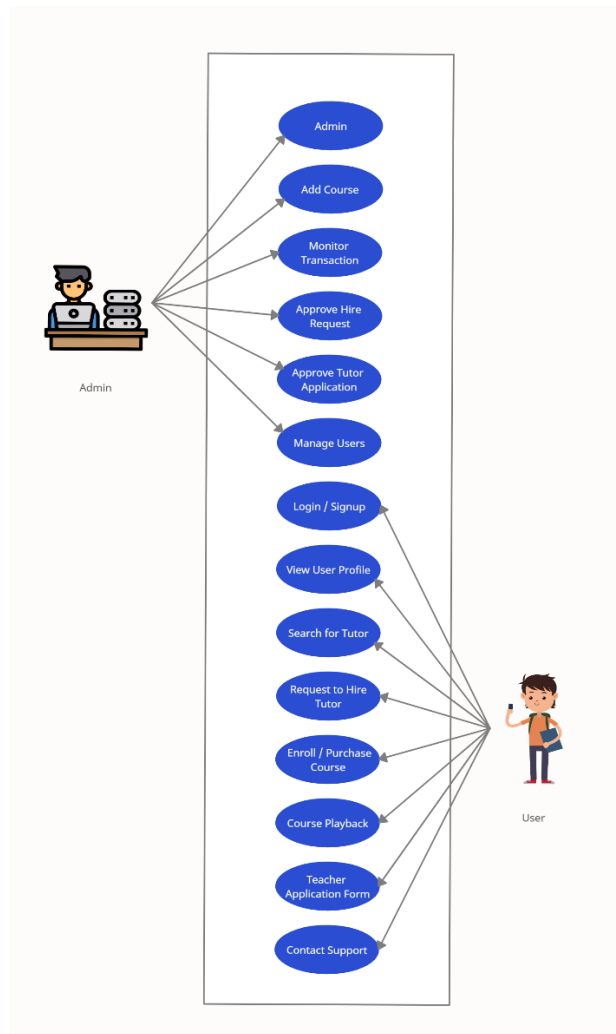 Admin
Add Course
Monitor
Transaction
Approve Hire
Request
Admin
Approve Tutor
Application
Manage Users
Login / Signup
View User Profile
Search for Tutor
Request to Hire
Tutor
Enroll / Purchase
Course
Course Playback
User
Teacher
Application Form
Contact Support